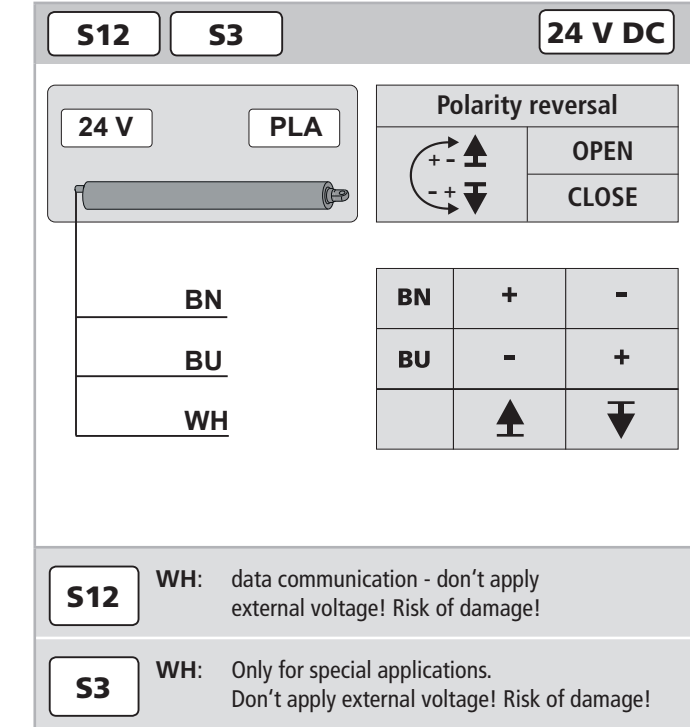 S12 S3 24 V DC
24 V PLA
Polarity reversal
+ - OPEN
- + CLOSE
BN
BU
WH
BN + -
BU - +
S12 WH: data communication - don’t apply
external voltage! Risk of damage!
S3 WH: Only for special applications.
Don’t apply external voltage! Risk of damage!